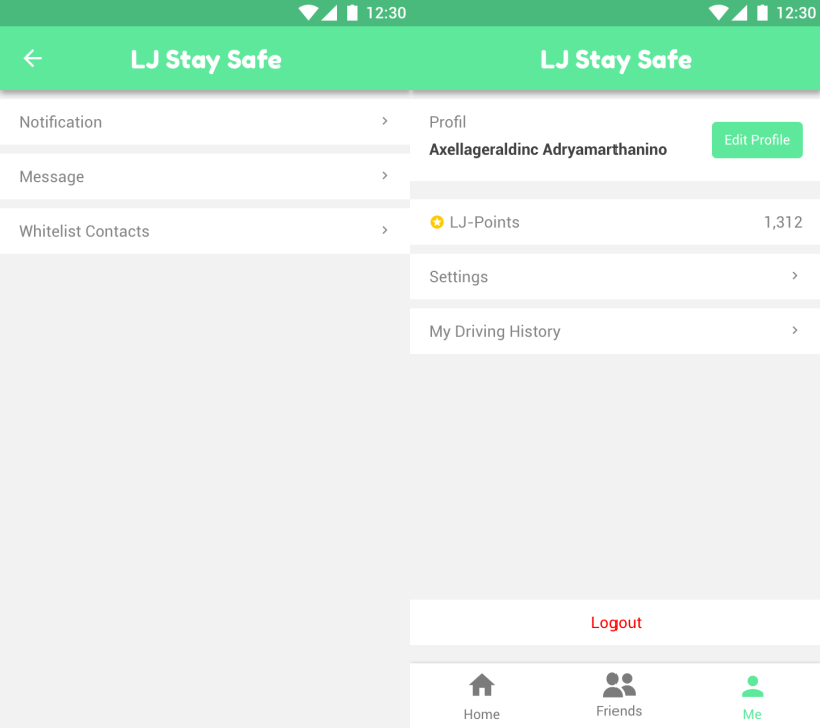 12:30
LJ Stay Safe
Notification
Message
Whitelist Contacts
12:30
LJ Stay Safe
Profil
Axellageraldinc Adryamarthanino
Edit Profile
LJ-Points 1,312
Settings
My Driving History
Logout
Home Friends Me